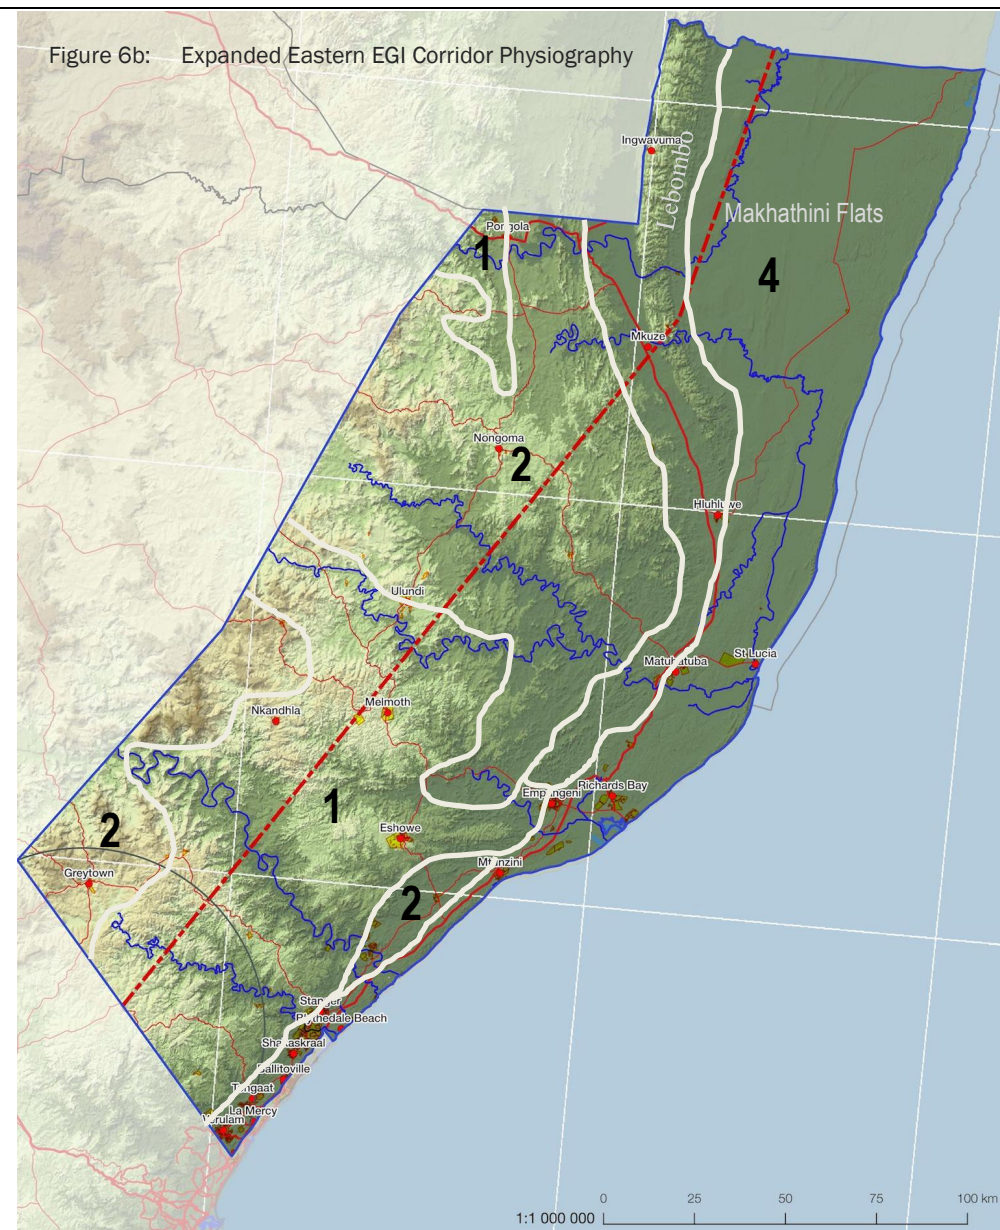 Figure 6b: Expanded Eastern EGI Corridor Physiography
Ingwavuma
Lebombo
Makhathini Flats
Pongola
1
4
Mkuze
Nongoma
2
Hluhluwe
Ulundi
St Lucia
Matubatuba
Melmoth
Nkandhla
Richards Bay
Empangeni
1
2
Eshowe
Greytown
Mtunzini
2
Stanger
Blythedale Beach
Shakaskraal
Ballitoville
Tongaat
La Mercy
Verulam
0 25 50 75 100 km
1:1 000 000